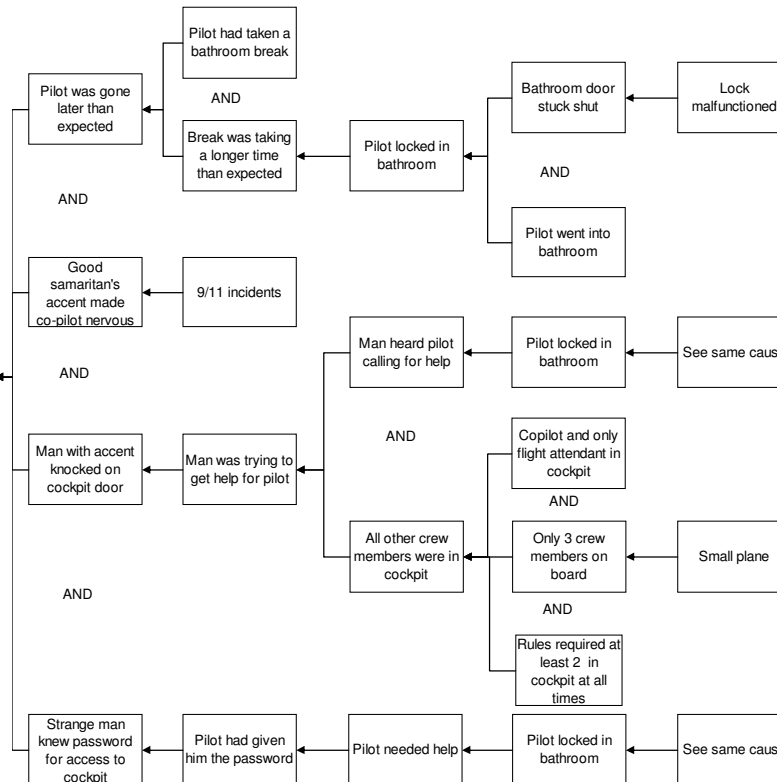 Pilot had taken a
bathroom break
AND
Pilot was gone
later than
expected
Break was taking
a longer time
than expected
Pilot locked in
bathroom
Bathroom door
stuck shut
Lock
malfunctioned
AND
Pilot went into
bathroom
AND
Good
samaritan's
accent made
co-pilot nervous
9/11 incidents
AND
Man heard pilot
calling for help
Pilot locked in
bathroom
See same caus
AND
Man with accent
knocked on
cockpit door
Man was trying to
get help for pilot
Copilot and only
flight attendant in
cockpit
AND
All other crew
members were in
cockpit
Only 3 crew
members on
board
Small plane
AND
Rules required at
least 2 in
cockpit at all
times
AND
Strange man
knew password
for access to
cockpit
Pilot had given
him the password
Pilot needed help
Pilot locked in
bathroom
See same caus